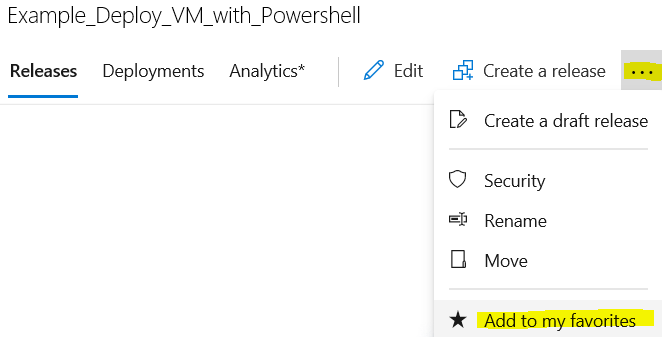 Example_Deploy_VM_with_Powershell
Releases Deployments Analytics* Edit Create a release ...
Create a draft release
Security
Rename
Move
Add to my favorites